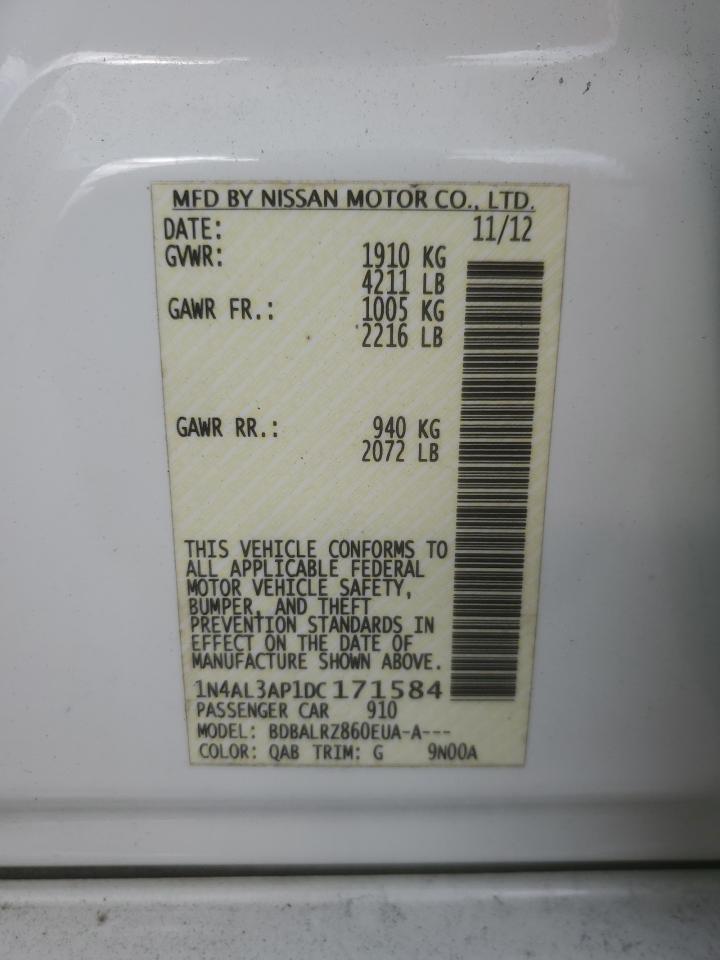 MFD BY NISSAN MOTOR CO., LTD.
DATE: 11/12
GVWR: 1910 KG
4211 LB
GAWR FR.: 1005 KG
2216 LB
GAWR RR.: 940 KG
2072 LB
THIS VEHICLE CONFORMS TO
ALL APPLICABLE FEDERAL
MOTOR VEHICLE SAFETY,
BUMPER, AND THEFT
PREVENTION STANDARDS IN
EFFECT ON THE DATE OF
MANUFACTURE SHOWN ABOVE.
1N4AL3AP1DC171584
PASSENGER CAR 910
MODEL: BDBALRZ860EUA-A---
COLOR: QAB TRIM: G 9N00A